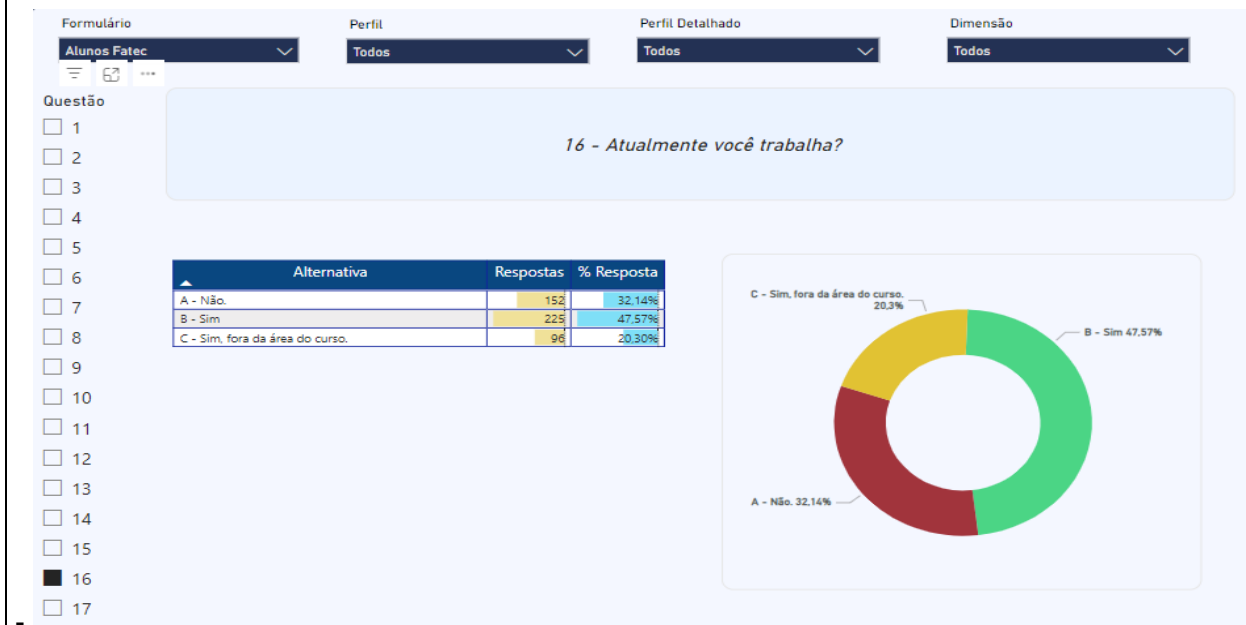 Formulário Perfil Perfil Detalhado Dimensão
Alunos Fatec Todos Todos Todos
Questão
1
2
3
4
5
6
7
8
9
10
11
12
13
14
15
16
17
16 - Atualmente você trabalha?
Alternativa Respostas % Resposta
A - Não. 152 32,14%
B - Sim 225 47,57%
C - Sim, fora da área do curso. 96 20,30%
C - Sim, fora da área do curso.
20,3%
B - Sim 47,57%
A - Não. 32,14%